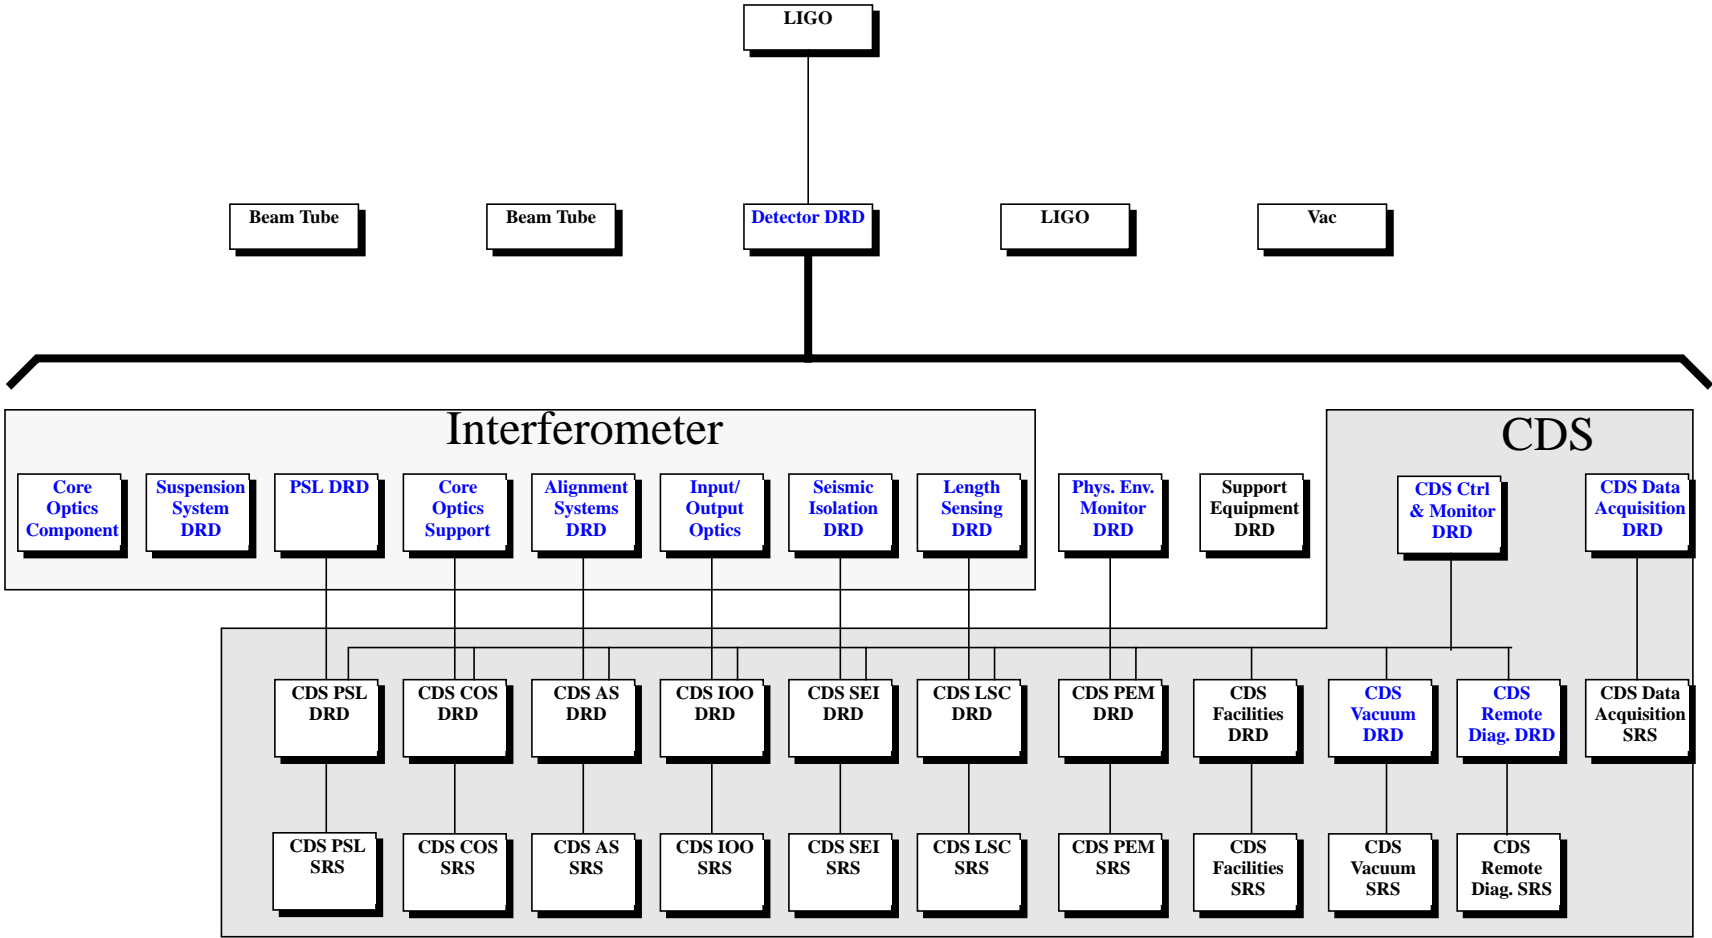 LIGO
Beam Tube
Beam Tube
Detector DRD
LIGO
Vac
Interferometer
CDS
Core
Optics
Component
Suspension
System
DRD
PSL DRD
Core
Optics
Support
Alignment
Systems
DRD
Input/
Output
Optics
Seismic
Isolation
DRD
Length
Sensing
DRD
Phys. Env.
Monitor
DRD
Support
Equipment
DRD
CDS Ctrl
& Monitor
DRD
CDS Data
Acquisition
DRD
CDS PSL
DRD
CDS COS
DRD
CDS AS
DRD
CDS IOO
DRD
CDS SEI
DRD
CDS LSC
DRD
CDS PEM
DRD
CDS
Facilities
DRD
CDS
Vacuum
DRD
CDS
Remote
Diag. DRD
CDS Data
Acquisition
SRS
CDS PSL
SRS
CDS COS
SRS
CDS AS
SRS
CDS IOO
SRS
CDS SEI
SRS
CDS LSC
SRS
CDS PEM
SRS
CDS
Facilities
SRS
CDS
Vacuum
SRS
CDS
Remote
Diag. SRS